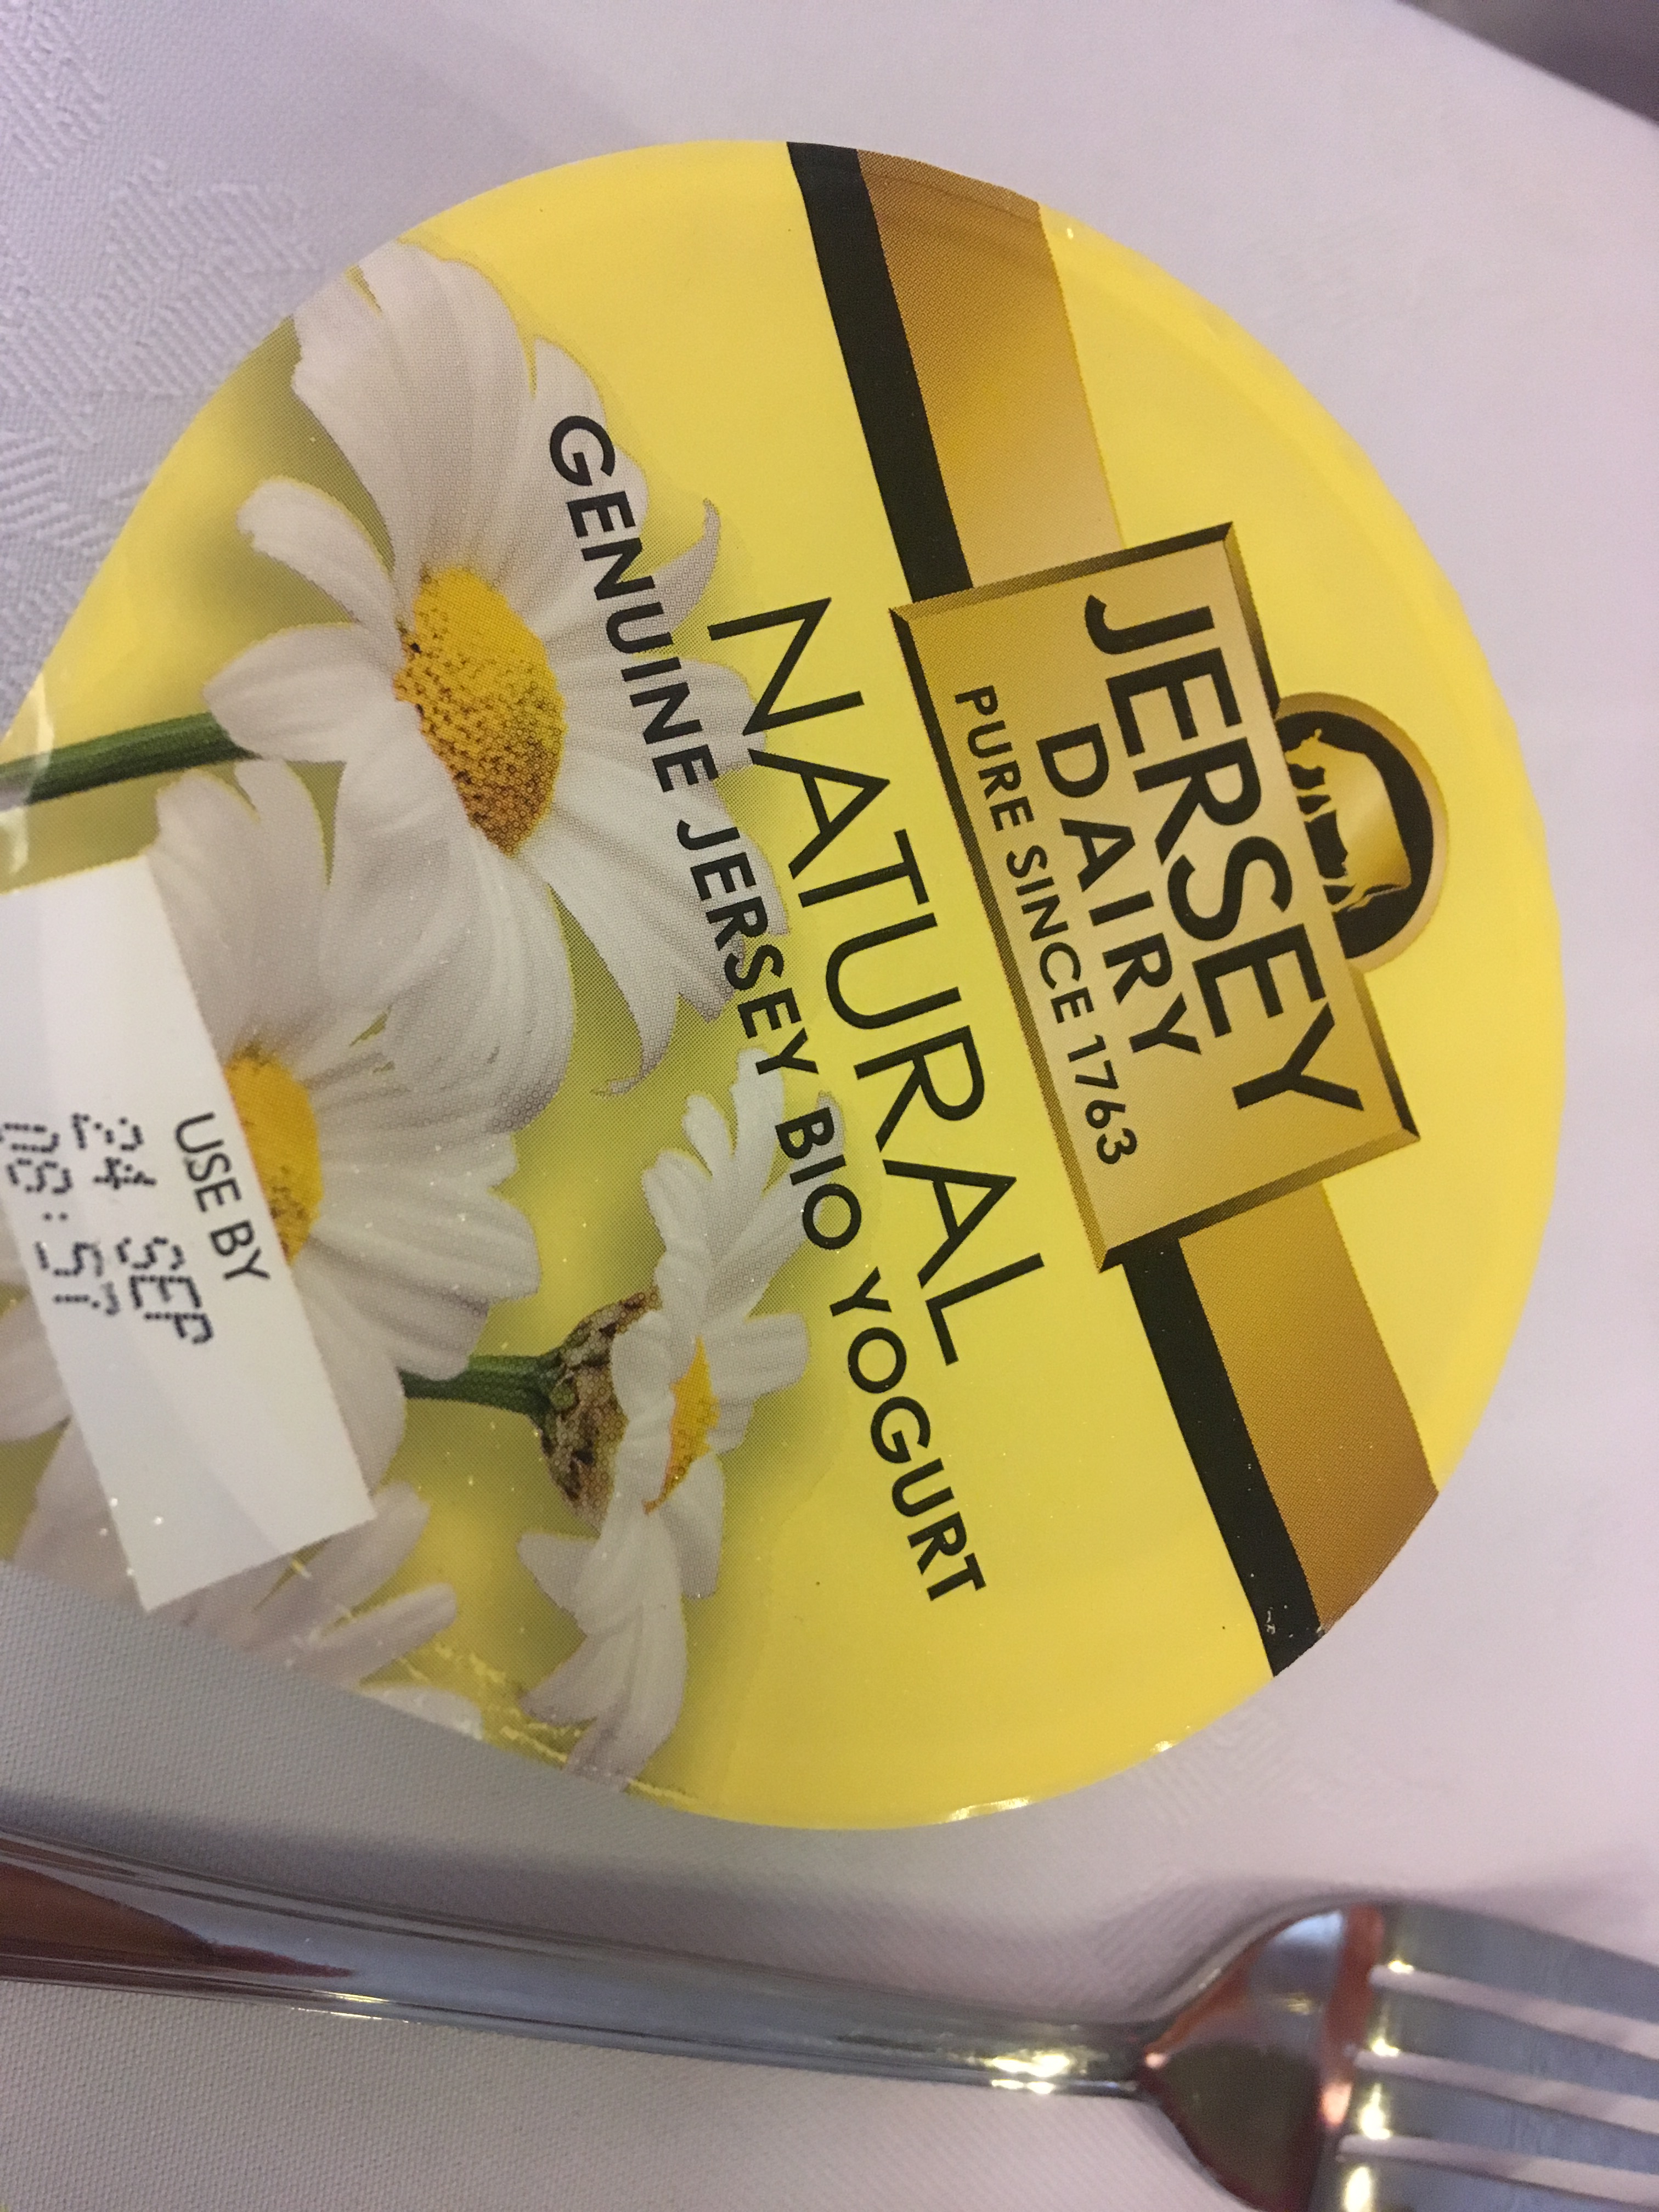 JERSEY
DAIRY
PURE SINCE 1763
NATURAL
GENUINE JERSEY BIO YOGURT
USE BY
24 SEP
08:57